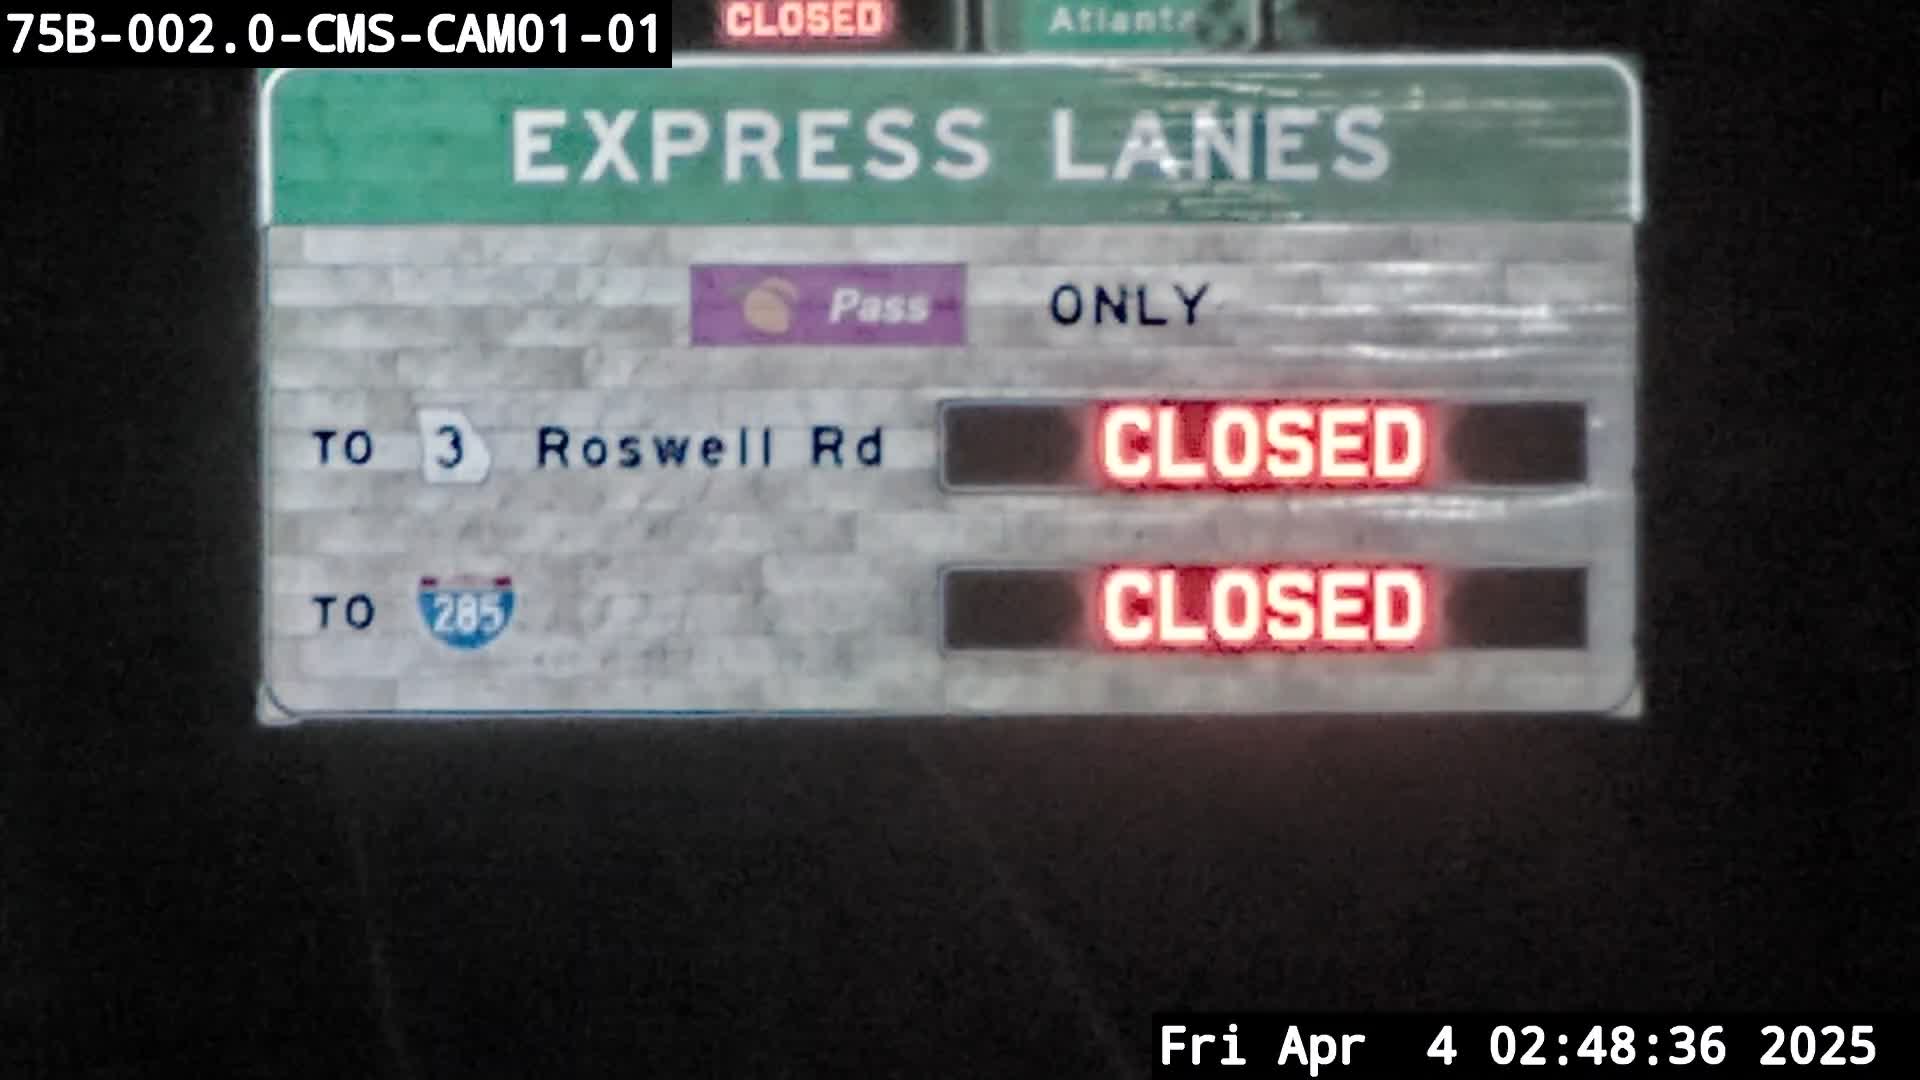 75B-002.0-CMS-CAM01-01
CLOSED
Atlanta
EXPRESS LANES
Pass ONLY
TO 3 Roswell Rd CLOSED
TO 285 CLOSED
Fri Apr 4 02:48:36 2025